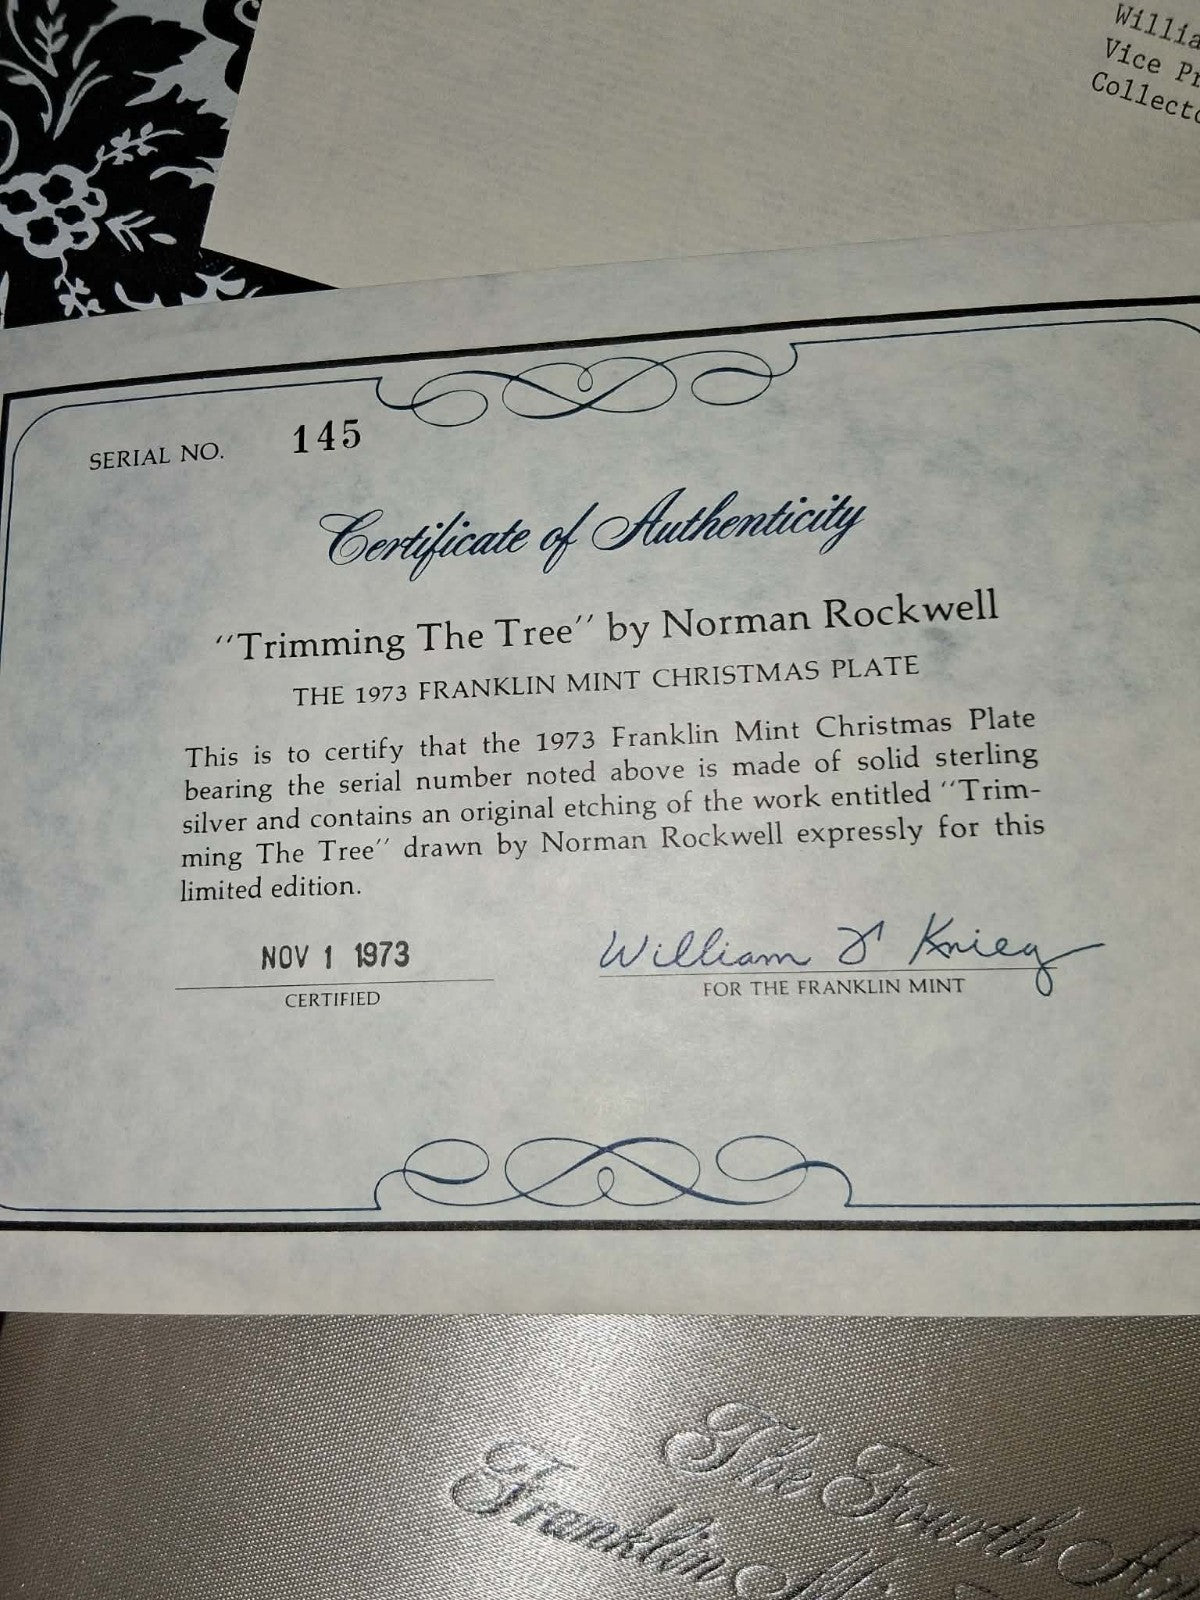 Vice
SERIAL NO. 145
Certificate of Authenticity
"Trimming The Tree" by Norman Rockwell
THE 1973 FRANKLIN MINT CHRISTMAS PLATE
This is to certify that the 1973 Franklin Mint Christmas Plate
bearing the serial number noted above is made of solid sterling
silver and contains an original etching of the work entitled "Trim-
ming The Tree" drawn by Norman Rockwell expressly for this
limited edition.
NOV 1 1973 William Krieg
CERTIFIED FOR THE FRANKLIN MINT
The Fourth
Franklin